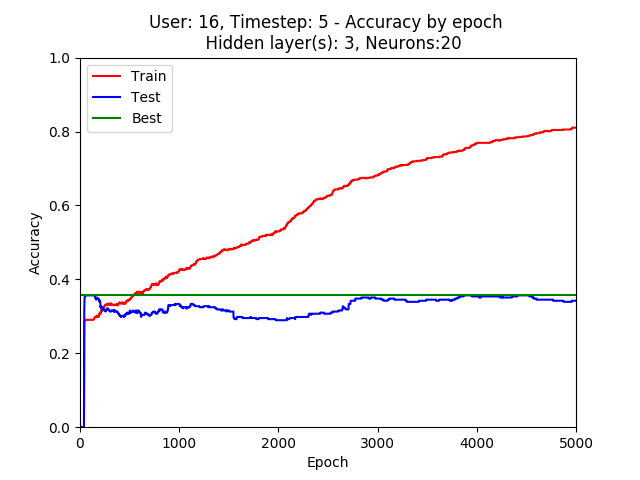 User: 16, Timestep: 5 - Accuracy by epoch
Hidden layer(s): 3, Neurons:20
1.0
Train
Test
Best
0.8
0.6
Accuracy
0.4
0.2
0.0
0 1000 2000 3000 4000 5000
Epoch